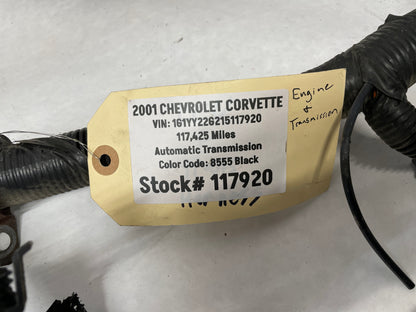 2001 CHEVROLET CORVETTE
VIN: 1G1YY22G215117920
117,425 Miles
Automatic Transmission
Color Code: 8555 Black
Stock# 117920
Engine
+
Transmission